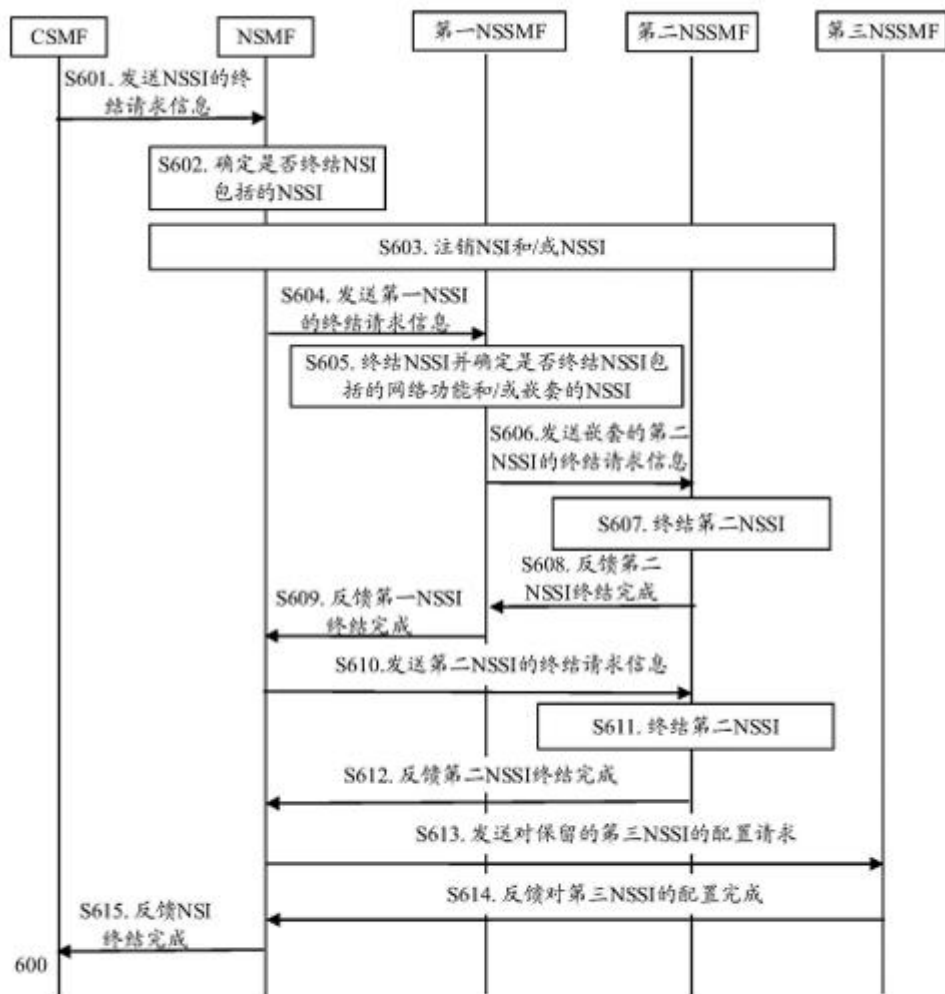 CSMF
NSMF
第一NSSMF
第二NSSMF
第三NSSMF
S601. 发送NSSI的终
结请求信息
S602. 确定是否终结NSI
包括的NSSI
S603. 注销NSI和/或NSSI
S604. 发送第一NSSI
的终结请求信息
S605. 终结NSSI并确定是否终结NSSI包
括的网络功能和/或嵌套的NSSI
S606.发送嵌套的第二
NSSI的终结请求信息
S607. 终结第二NSSI
S608. 反馈第二
NSSI终结完成
S609. 反馈第一NSSI
终结完成
S610.发送第二NSSI的终结请求信息
S611. 终结第二NSSI
S612. 反馈第二NSSI终结完成
S613. 发送对保留的第三NSSI的配置请求
S614. 反馈对第三NSSI的配置完成
S615. 反馈NSI
终结完成
600